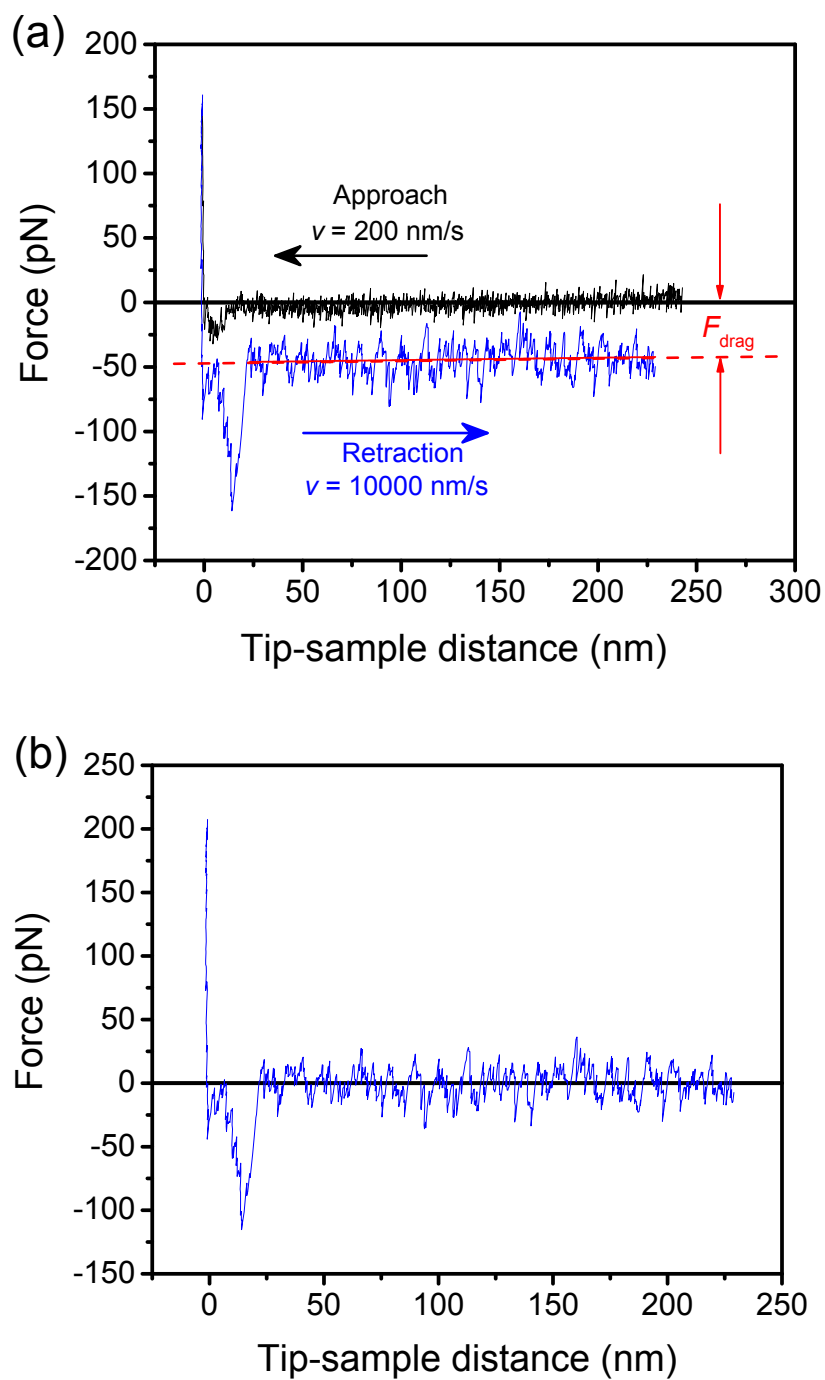 (a)
200
150
100
50
0
-50
-100
-150
-200
Force (pN)
Approach
v = 200 nm/s
Fdrag
Retraction
v = 10000 nm/s
0 50 100 150 200 250 300
Tip-sample distance (nm)
(b)
250
200
150
100
50
0
-50
-100
-150
Force (pN)
0 50 100 150 200 250
Tip-sample distance (nm)